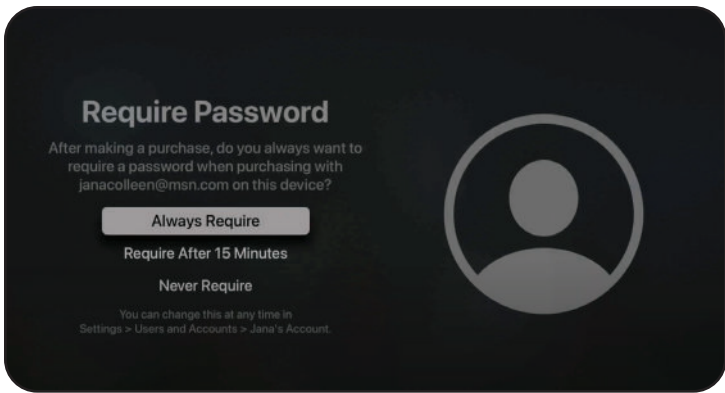 Require Password
After making a purchase, do you always want to
require a password when purchasing with
janacolleen@msn.com on this device?
Always Require
Require After 15 Minutes
Never Require
You can change this at any time in
Settings > Users and Accounts > Jana's Account.